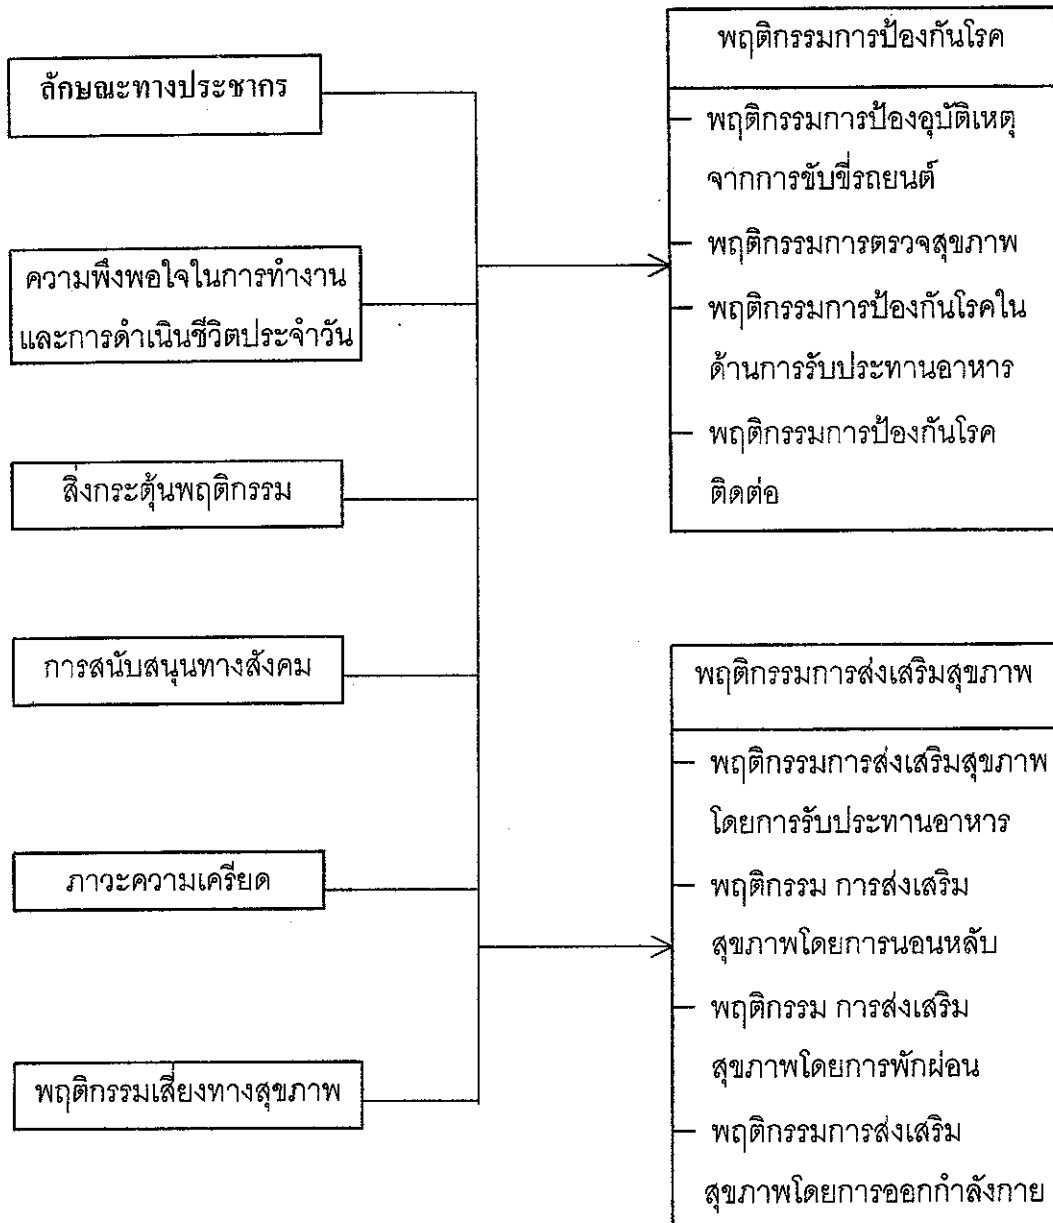 ลักษณะทางประชากร
ความพึงพอใจในการทำงาน
และการดำเนินชีวิตประจำวัน
สิ่งกระตุ้นพฤติกรรม
การสนับสนุนทางสังคม
ภาวะความเครียด
พฤติกรรมเสี่ยงทางสุขภาพ
พฤติกรรมการป้องกันโรค
พฤติกรรมการป้องอุบัติเหตุ
จากการขับขี่รถยนต์
พฤติกรรมการตรวจสุขภาพ
พฤติกรรมการป้องกันโรคใน
ด้านการรับประทานอาหาร
พฤติกรรมการป้องกันโรค
ติดต่อ
พฤติกรรมการส่งเสริมสุขภาพ
พฤติกรรมการส่งเสริมสุขภาพ
โดยการรับประทานอาหาร
พฤติกรรม การส่งเสริม
สุขภาพโดยการนอนหลับ
พฤติกรรม การส่งเสริม
สุขภาพโดยการพักผ่อน
พฤติกรรมการส่งเสริม
สุขภาพโดยการออกกำลังกาย